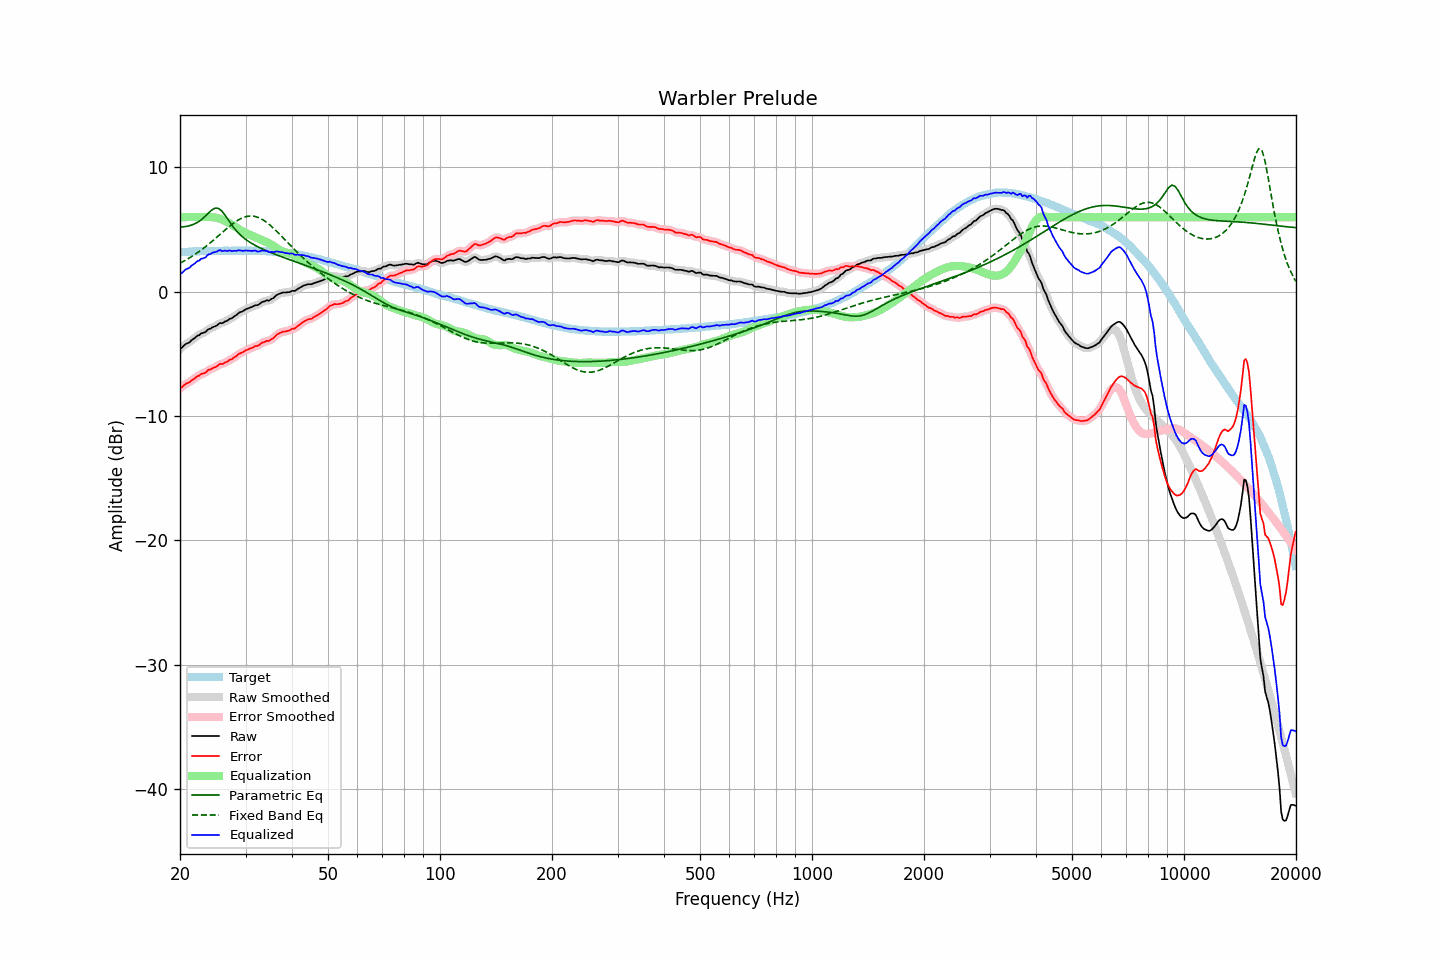 Warbler Prelude
Amplitude (dBr)
10
0
−10
−20
−30
−40
Target
Raw Smoothed
Error Smoothed
Raw
Error
Equalization
Parametric Eq
Fixed Band Eq
Equalized
20 50 100 200 500 1000 2000 5000 10000 20000
Frequency (Hz)